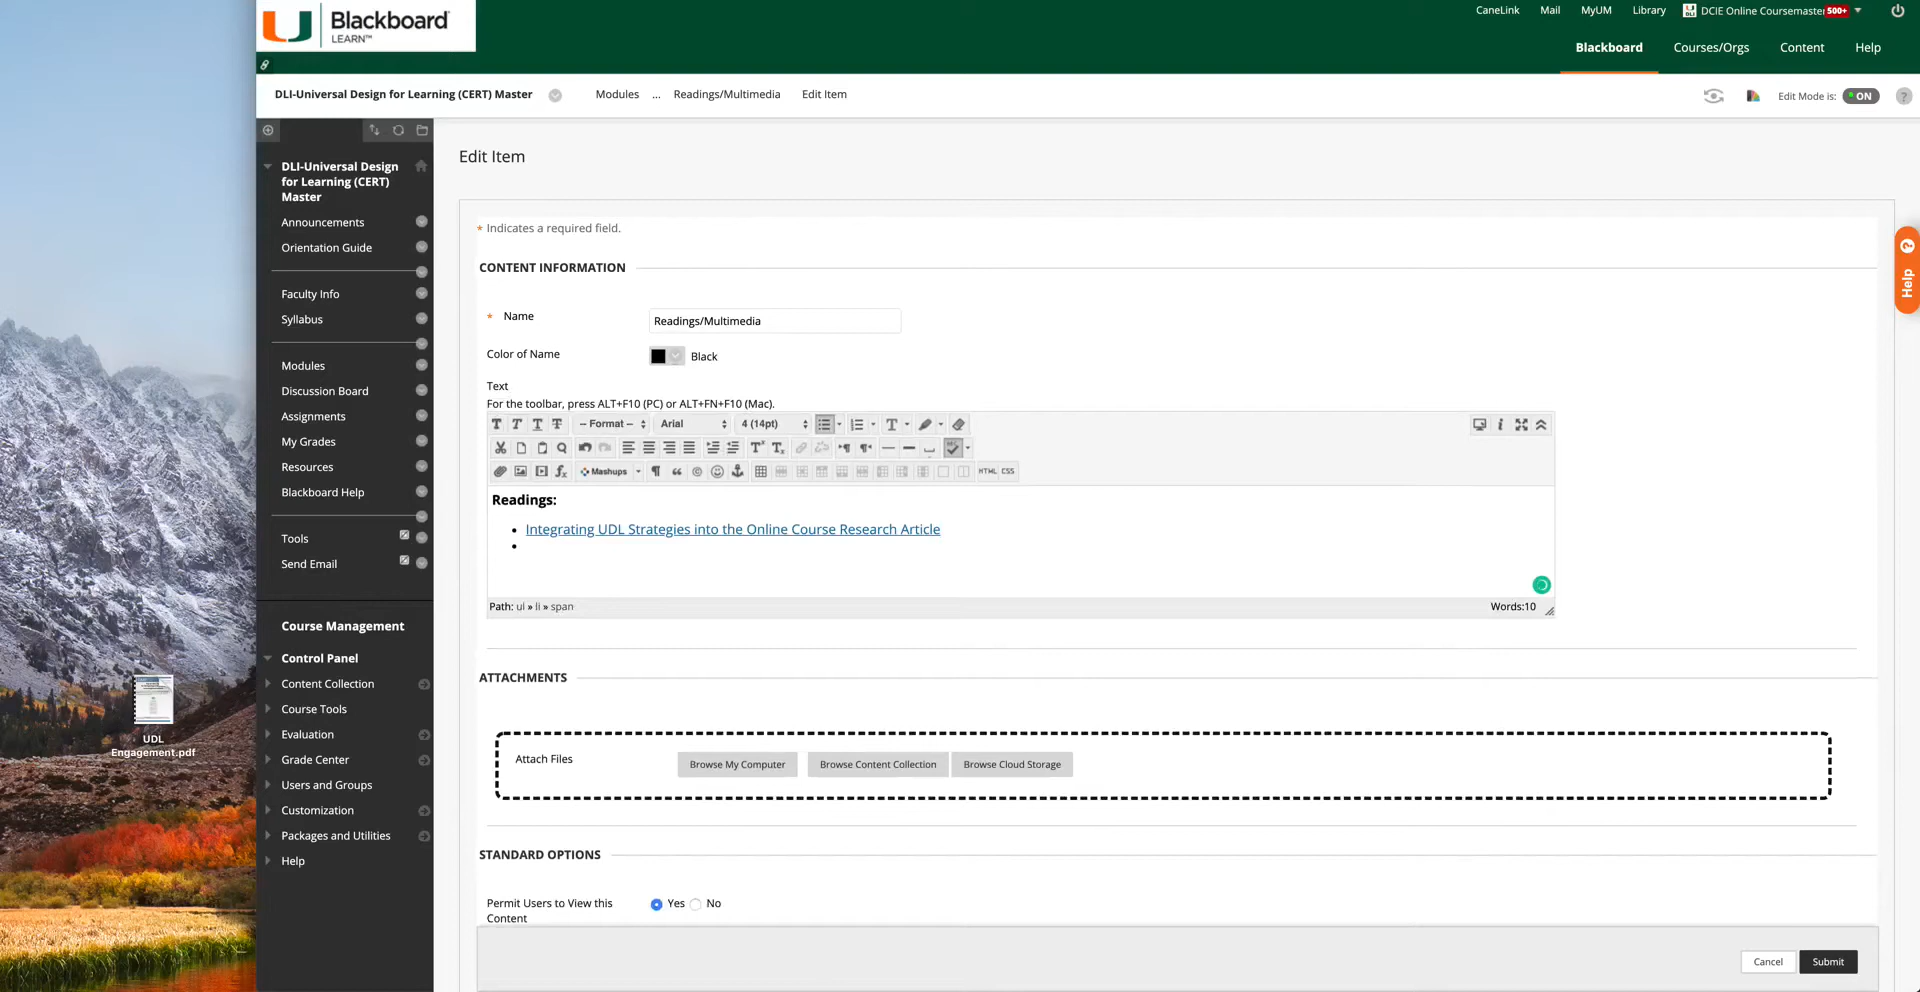 Blackboard
LEARN™
CaneLink
Mail
MyUM
Library
DCIE Online Coursemaster
500+
Blackboard
Courses/Orgs
Content
Help
DLI-Universal Design for Learning (CERT) Master
Modules
...
Readings/Multimedia
Edit Item
Edit Mode is:
ON
?
DLI-Universal Design
for Learning (CERT)
Master
Announcements
Orientation Guide
Faculty Info
Syllabus
Modules
Discussion Board
Assignments
My Grades
Resources
Blackboard Help
Tools
Send Email
Course Management
Control Panel
Content Collection
Course Tools
Evaluation
Grade Center
Users and Groups
Customization
Packages and Utilities
Help
UDL
Engagement.pdf
Edit Item
* Indicates a required field.
CONTENT INFORMATION
* Name
Readings/Multimedia
Color of Name
Black
Text
For the toolbar, press ALT+F10 (PC) or ALT+FN+F10 (Mac).
T T T T -- Format -- Arial 4 (14pt)
Mashups
HTML CSS
Readings:
• Integrating UDL Strategies into the Online Course Research Article
•
Path: ul » li » span
Words:10
ATTACHMENTS
Attach Files
Browse My Computer
Browse Content Collection
Browse Cloud Storage
STANDARD OPTIONS
Permit Users to View this
Content
Yes
No
Cancel
Submit
Help